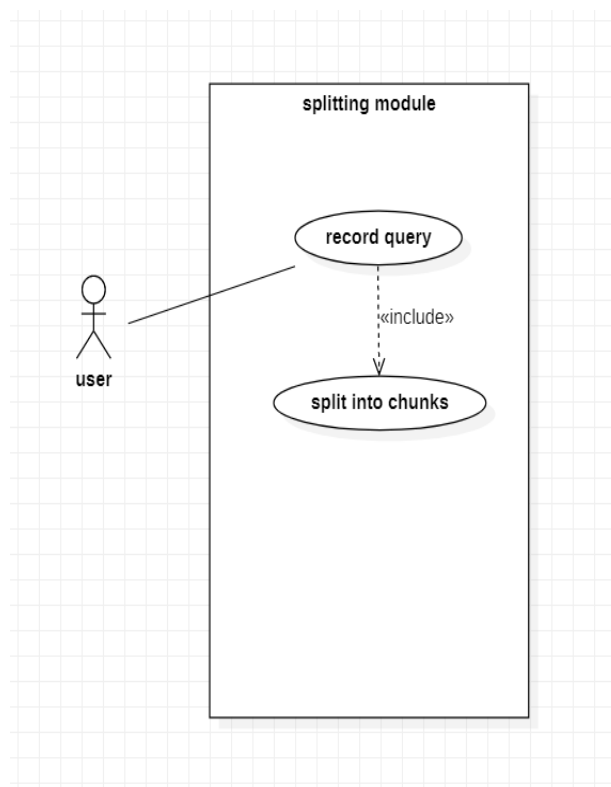 splitting module
record query
«include»
user
split into chunks